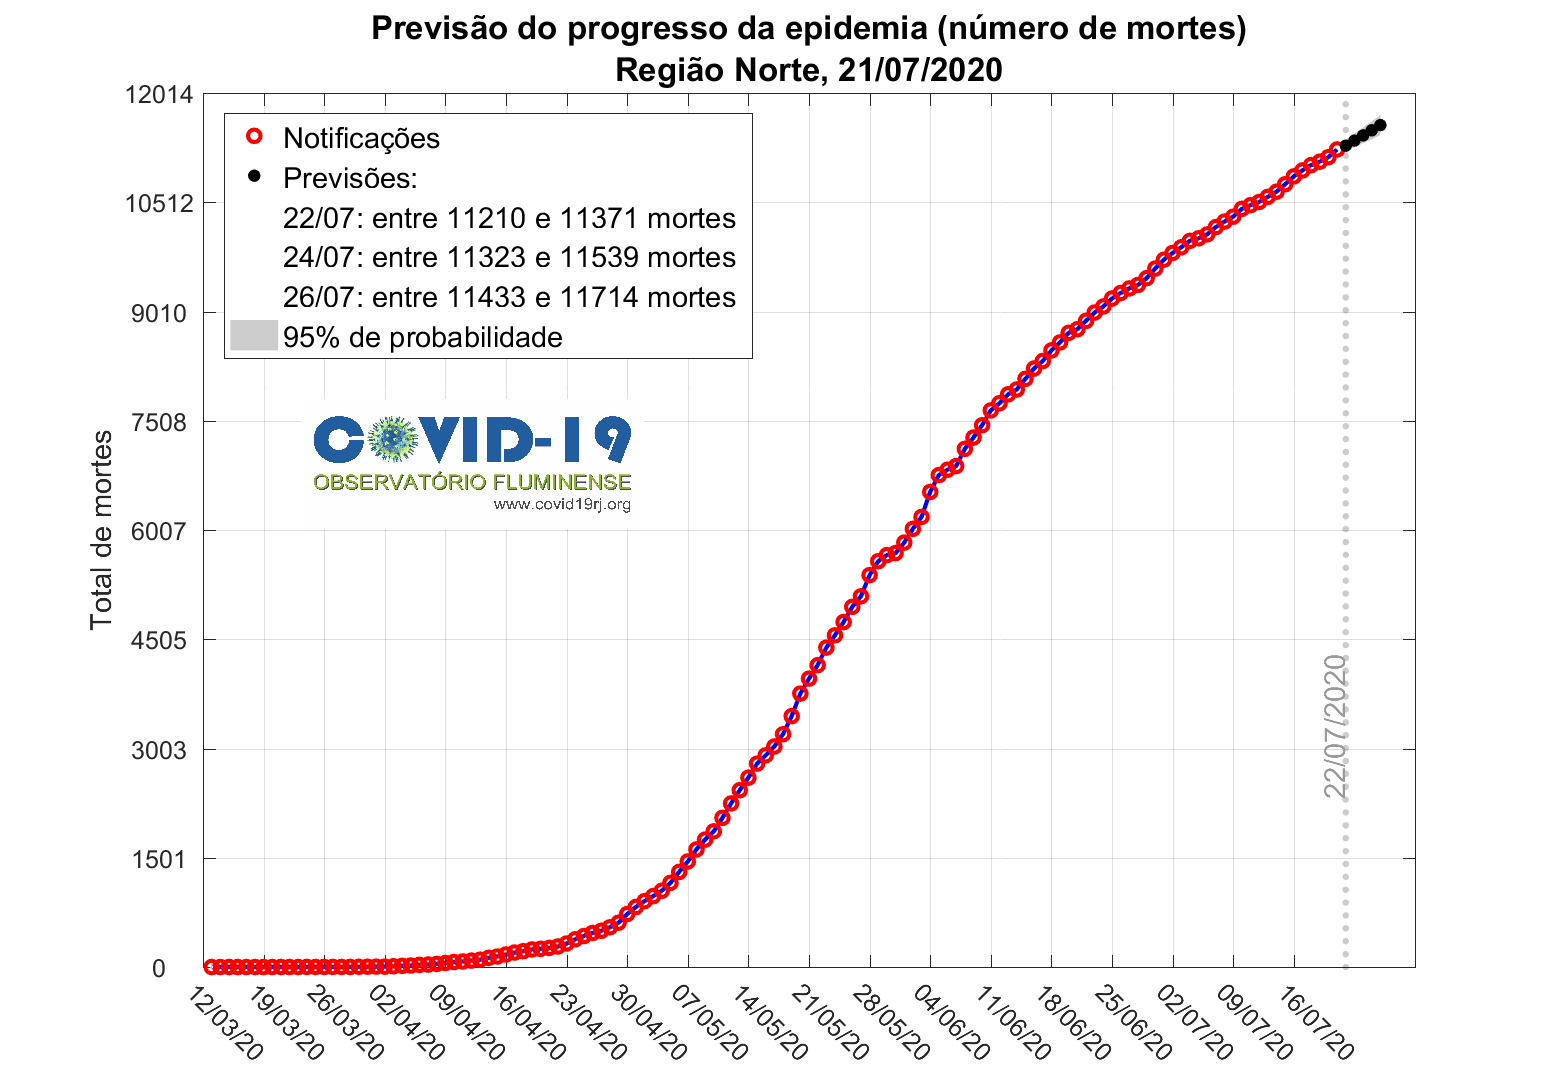 Previsão do progresso da epidemia (número de mortes)
Região Norte, 21/07/2020
12014
10512
9010
7508
6007
4505
3003
1501
0
Total de mortes
Notificações
Previsões:
22/07: entre 11210 e 11371 mortes
24/07: entre 11323 e 11539 mortes
26/07: entre 11433 e 11714 mortes
95% de probabilidade
COVID-19
OBSERVATÓRIO FLUMINENSE
www.covid19rj.org
22/07/2020
12/03/20
19/03/20
26/03/20
02/04/20
09/04/20
16/04/20
23/04/20
30/04/20
07/05/20
14/05/20
21/05/20
28/05/20
04/06/20
11/06/20
18/06/20
25/06/20
02/07/20
09/07/20
16/07/20